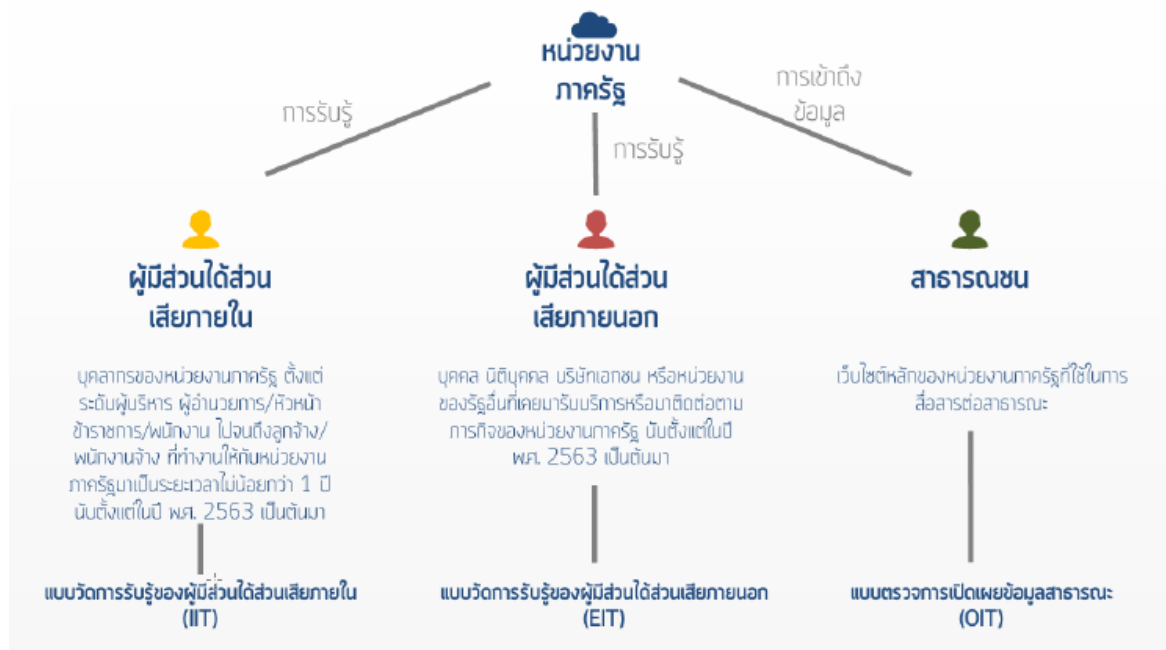 หน่วยงาน
ภาครัฐ
การรับรู้
การรับรู้
การเข้าถึง
ข้อมูล
ผู้มีส่วนได้ส่วน
เสียภายใน
บุคลากรของหน่วยงานภาครัฐ ตั้งแต่
ระดับผู้บริหาร ผู้อำนวยการ/หัวหน้า
ข้าราชการ/พนักงาน ไปจนถึงลูกจ้าง/
พนักงานจ้าง ที่ทำงานให้กับหน่วยงาน
ภาครัฐมาเป็นระยะเวลาไม่น้อยกว่า 1 ปี
นับตั้งแต่ในปี พ.ศ. 2563 เป็นต้นมา
แบบวัดการรับรู้ของผู้มีส่วนได้ส่วนเสียภายใน
(IIT)
ผู้มีส่วนได้ส่วน
เสียภายนอก
บุคคล นิติบุคคล บริษัทเอกชน หรือหน่วยงาน
ของรัฐอื่นที่เคยมารับบริการหรือมาติดต่อตาม
ภารกิจของหน่วยงานภาครัฐ นับตั้งแต่ในปี
พ.ศ. 2563 เป็นต้นมา
แบบวัดการรับรู้ของผู้มีส่วนได้ส่วนเสียภายนอก
(EIT)
สาธารณชน
เว็บไซต์หลักของหน่วยงานภาครัฐที่ใช้ในการ
สื่อสารต่อสาธารณะ
แบบตรวจการเปิดเผยข้อมูลสาธารณะ
(OIT)